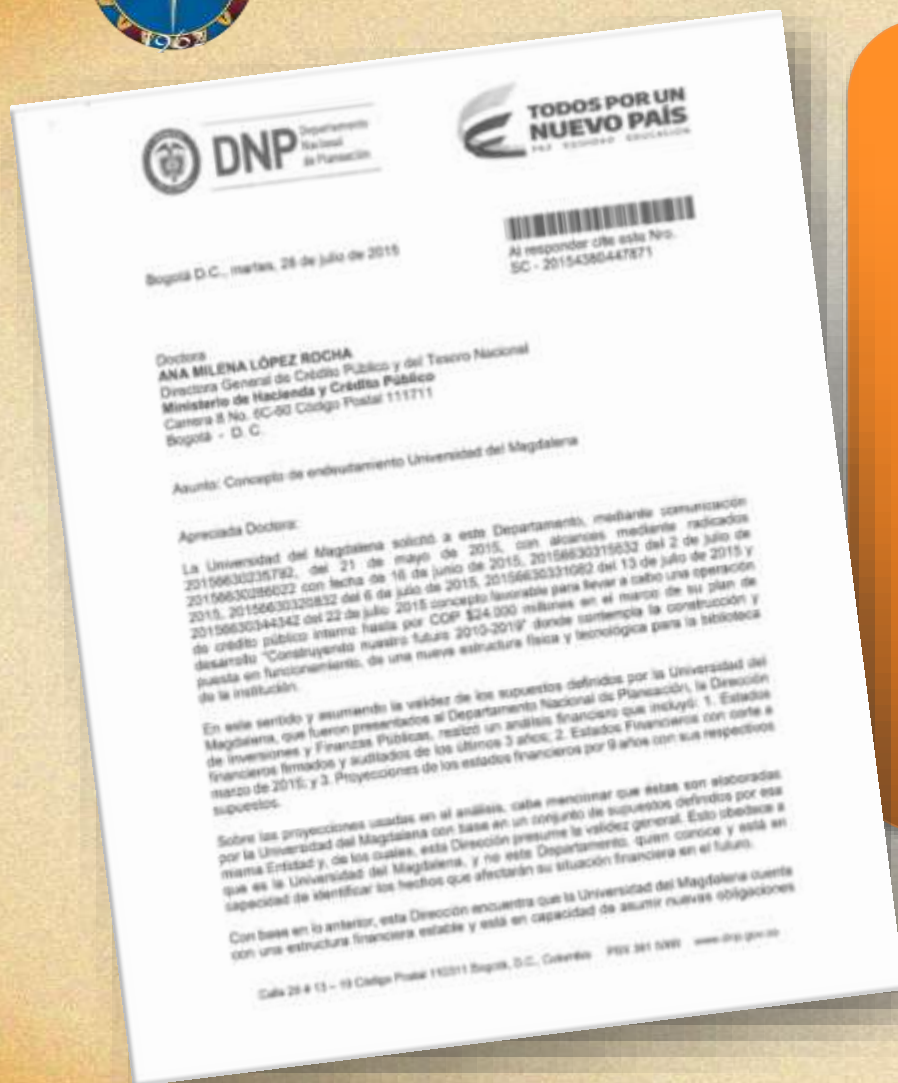 1962
DNP Departamento
Nacional
de Planeación
TODOS POR UN
NUEVO PAÍS
PAZ EQUIDAD EDUCACIÓN
Al responder cite este Nro.
SC - 20154380447871
Bogotá D.C., martes, 28 de julio de 2015
Doctora
ANA MILENA LÓPEZ ROCHA
Directora General de Crédito Público y del Tesoro Nacional
Ministerio de Hacienda y Crédito Público
Carrera 8 No. 6C-60 Código Postal 111711
Bogotá - D. C.
Asunto: Concepto de endeudamiento Universidad del Magdalena
Apreciada Doctora:
La Universidad del Magdalena solicitó a este Departamento, mediante comunicación
20156630235792, del 21 de mayo de 2015, con alcances mediante radicados
20156630286022 con fecha de 16 de junio de 2015, 20156630315632 del 2 de julio de
2015, 20156630320832 del 6 de julio de 2015, 20156630331082 del 13 de julio de 2015 y
20156630344342 del 22 de julio 2015 concepto favorable para llevar a cabo una operación
de crédito público interno hasta por COP $24.000 millones en el marco de su plan de
desarrollo "Construyendo nuestro futuro 2010-2019" donde contempla la construcción y
puesta en funcionamiento, de una nueva estructura física y tecnológica para la biblioteca
de la institución.
En este sentido y asumiendo la validez de los supuestos definidos por la Universidad del
Magdalena, que fueron presentados al Departamento Nacional de Planeación, la Dirección
de Inversiones y Finanzas Públicas, realizó un análisis financiero que incluyó: 1. Estados
financieros firmados y auditados de los últimos 3 años; 2. Estados Financieros con corte a
marzo de 2015; y 3. Proyecciones de los estados financieros por 9 años con sus respectivos
supuestos.
Sobre las proyecciones usadas en el análisis, cabe mencionar que éstas son elaboradas
por la Universidad del Magdalena con base en un conjunto de supuestos definidos por esa
misma Entidad y, de los cuales, esta Dirección presume la validez general. Esto obedece a
que es la Universidad del Magdalena, y no este Departamento, quien conoce y está en
capacidad de identificar los hechos que afectarán su situación financiera en el futuro.
Con base en lo anterior, esta Dirección encuentra que la Universidad del Magdalena cuenta
con una estructura financiera estable y está en capacidad de asumir nuevas obligaciones
Calle 26 # 13 – 19 Código Postal 110311 Bogotá, D.C., Colombia PBX 381 5000 www.dnp.gov.co